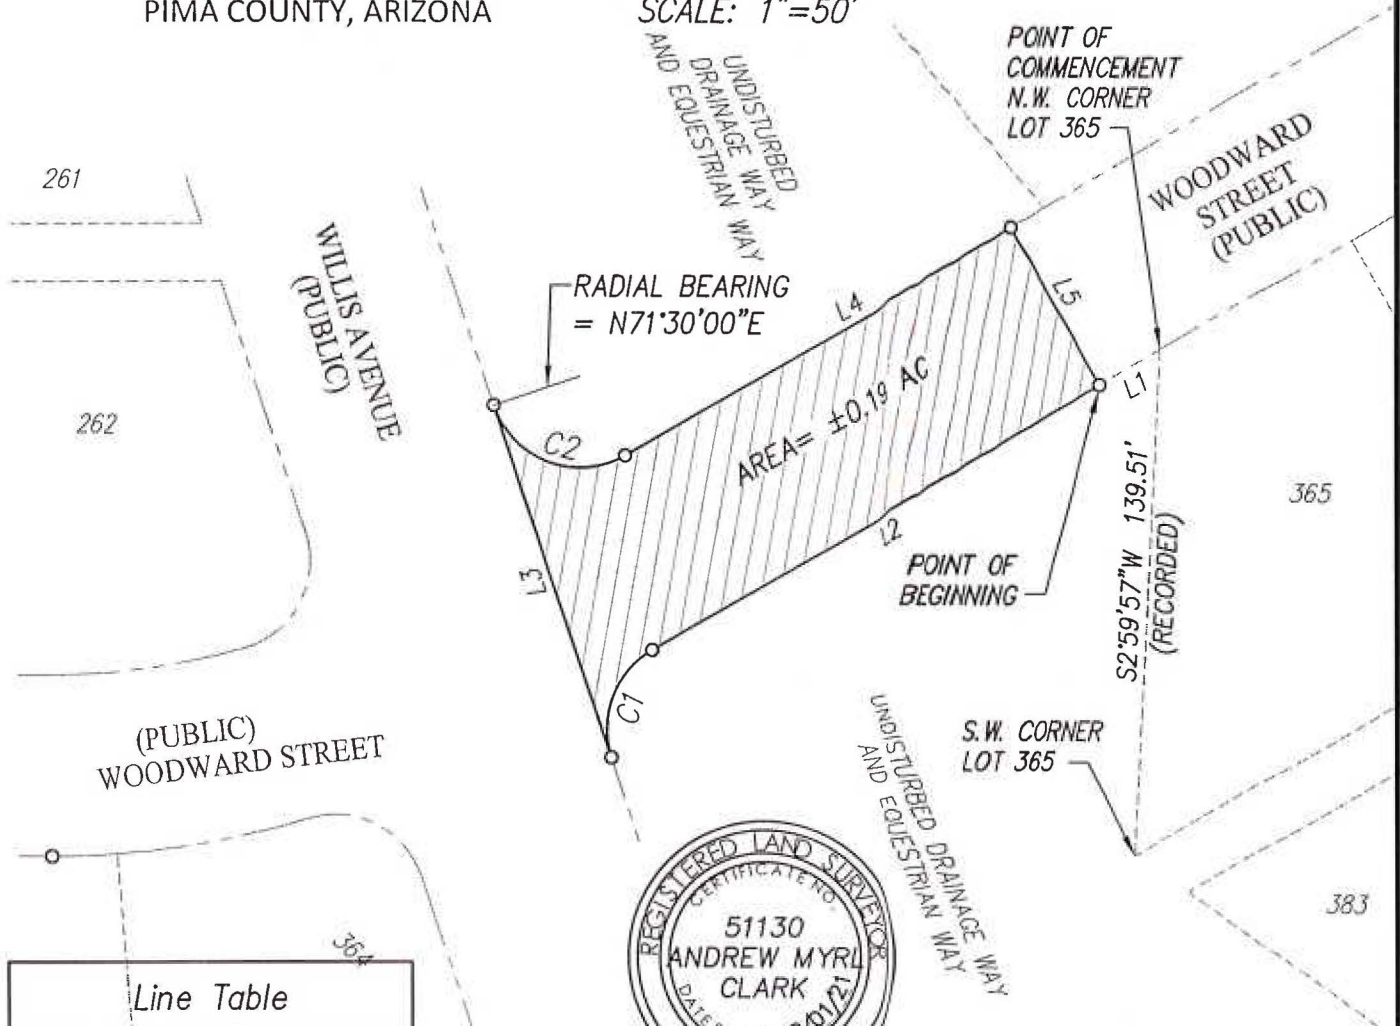 PIMA COUNTY, ARIZONA
SCALE: 1"=50'
UNDISTURBED
DRAINAGE WAY
AND EQUESTRIAN WAY
POINT OF
COMMENCEMENT
N.W. CORNER
LOT 365
WOODWARD
STREET
(PUBLIC)
261
WILLIS AVENUE
(PUBLIC)
RADIAL BEARING
= N71°30'00"E
L4
L5
262
C2
AREA= ±0.19 AC
L1
365
L2
L3
POINT OF
BEGINNING
S2°59'57"W 139.51'
(RECORDED)
C1
(PUBLIC)
WOODWARD STREET
S.W. CORNER
LOT 365
UNDISTURBED DRAINAGE WAY
AND EQUESTRIAN WAY
383
364
Line Table
REGISTERED LAND SURVEYOR
CERTIFICATE NO.
51130
ANDREW MYRL
CLARK